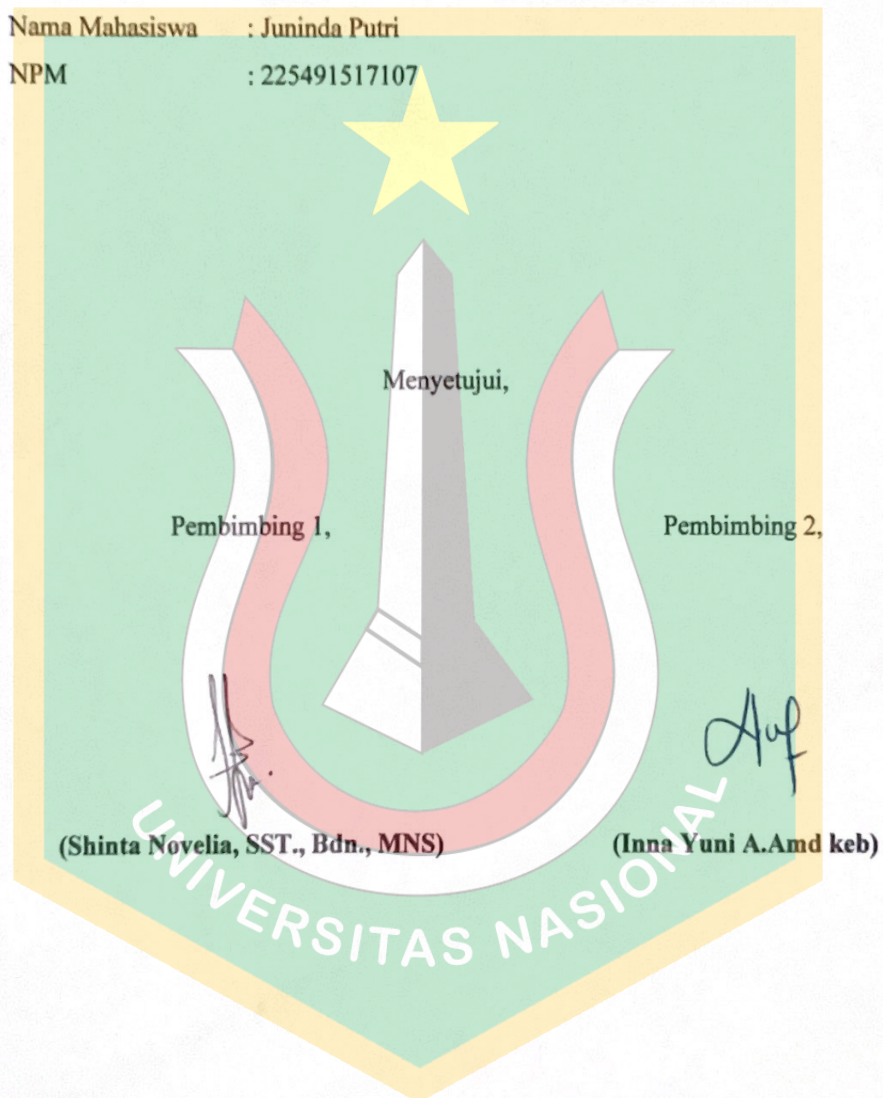 Nama Mahasiswa : Juninda Putri
NPM : 225491517107
Menyetujui,
Pembimbing 1, Pembimbing 2,
(Shinta Novelia, SST., Bdn., MNS) (Inna Yuni A.Amd keb)
UNIVERSITAS NASIONAL